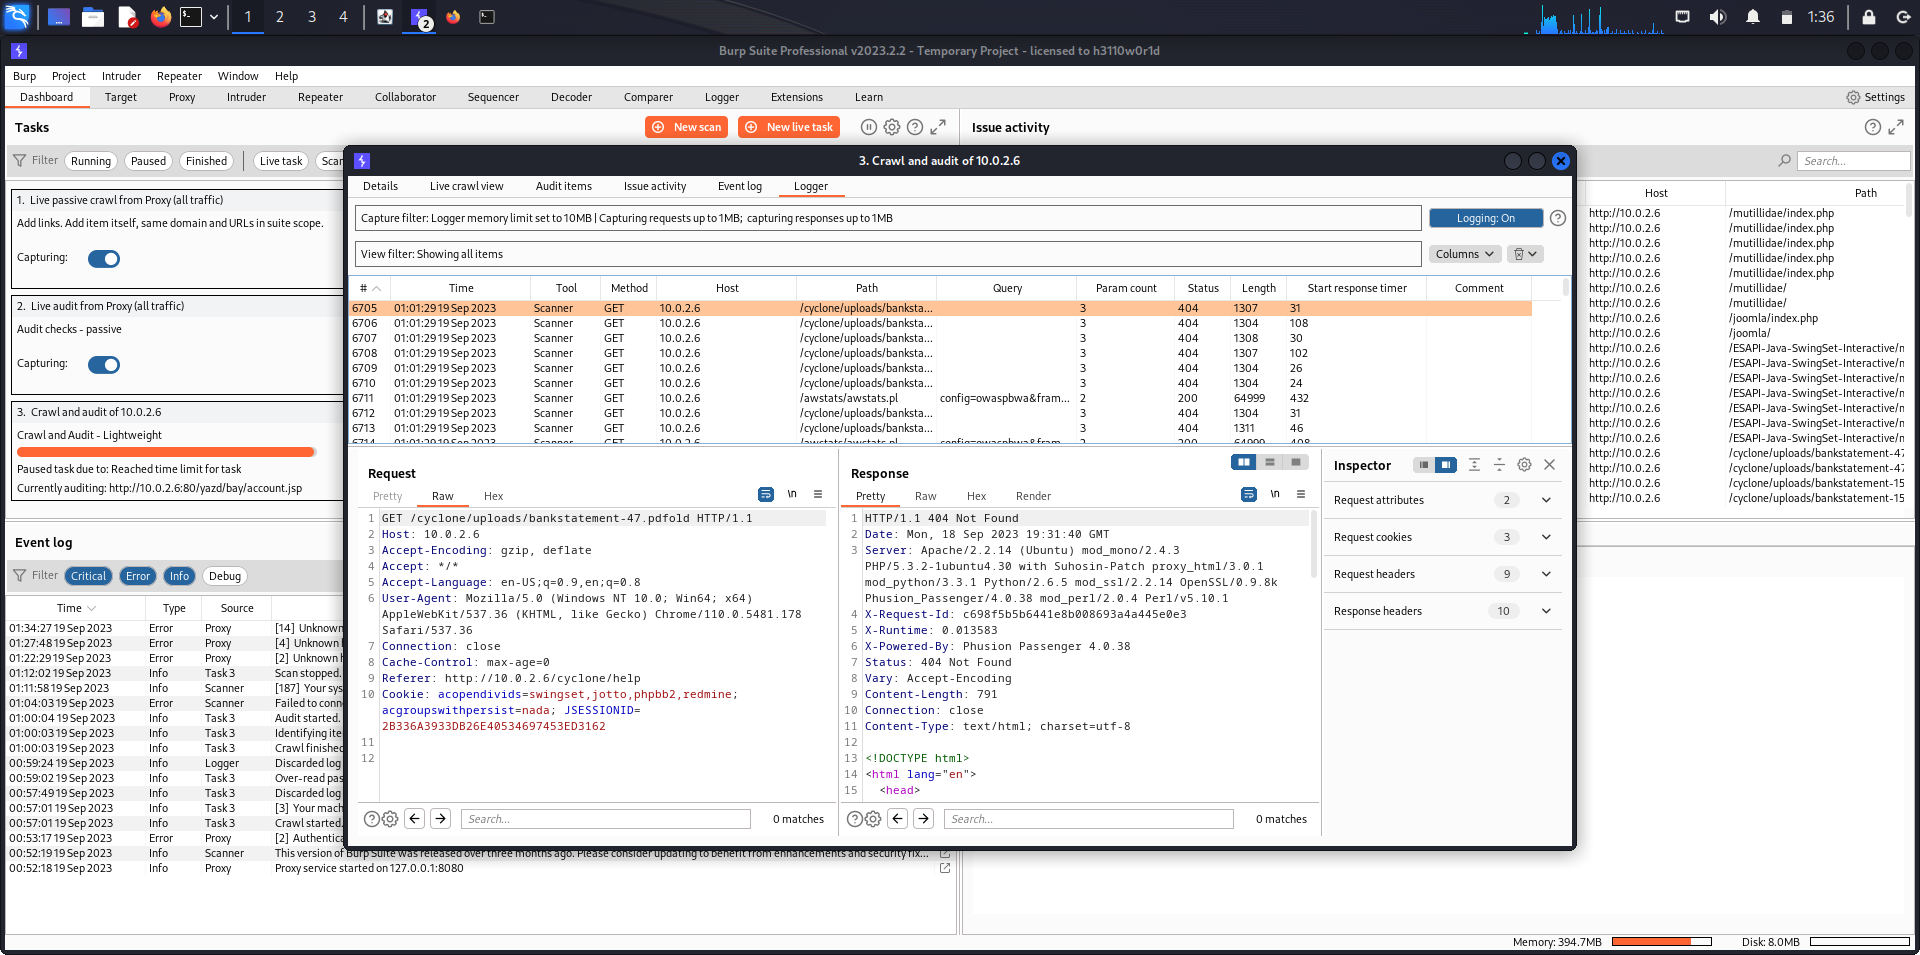 1 2 3 4 2 1:36
Burp Suite Professional v2023.2.2 - Temporary Project - licensed to h3110w0r1d
Burp Project Intruder Repeater Window Help
Dashboard Target Proxy Intruder Repeater Collaborator Sequencer Decoder Comparer Logger Extensions Learn Settings
Tasks New scan New live task
Filter Running Paused Finished Live task
1. Live passive crawl from Proxy (all traffic)
Add links. Add item itself, same domain and URLs in suite scope.
Capturing:
2. Live audit from Proxy (all traffic)
Audit checks - passive
Capturing:
3. Crawl and audit of 10.0.2.6
Crawl and Audit - Lightweight
Paused task due to: Reached time limit for task
Currently auditing: http://10.0.2.6:80/yazd/bay/account.jsp
Event log
Filter Critical Error Info Debug
Time Type Source
01:34:27 19 Sep 2023 Error Proxy [14] Unknown
01:27:48 19 Sep 2023 Error Proxy [4] Unknown
01:22:29 19 Sep 2023 Error Proxy [2] Unknown
01:12:02 19 Sep 2023 Info Task 3 Scan stopped.
01:11:58 19 Sep 2023 Info Scanner [187] Your sys
01:04:03 19 Sep 2023 Error Scanner Failed to conn
01:00:04 19 Sep 2023 Info Task 3 Audit started.
01:00:03 19 Sep 2023 Info Task 3 Identifying ite
01:00:03 19 Sep 2023 Info Task 3 Crawl finished
00:59:24 19 Sep 2023 Info Logger Discarded log
00:59:02 19 Sep 2023 Info Task 3 Over-read pas
00:57:49 19 Sep 2023 Info Task 3 Discarded log
00:57:01 19 Sep 2023 Info Task 3 [3] Your mach
00:57:01 19 Sep 2023 Info Task 3 Crawl started.
00:53:17 19 Sep 2023 Error Proxy [2] Authentica
00:52:19 19 Sep 2023 Info Scanner This version of Burp Suite was released over three months ago. Please consider updating to benefit from enhancements and security fix...
00:52:18 19 Sep 2023 Info Proxy Proxy service started on 127.0.0.1:8080
3. Crawl and audit of 10.0.2.6
Details Live crawl view Audit items Issue activity Event log Logger
Capture filter: Logger memory limit set to 10MB | Capturing requests up to 1MB; capturing responses up to 1MB Logging: On
View filter: Showing all items Columns
# Time Tool Method Host Path Query Param count Status Length Start response timer Comment
6705 01:01:29 19 Sep 2023 Scanner GET 10.0.2.6 /cyclone/uploads/banksta... 3 404 1307 31
6706 01:01:29 19 Sep 2023 Scanner GET 10.0.2.6 /cyclone/uploads/banksta... 3 404 1304 108
6707 01:01:29 19 Sep 2023 Scanner GET 10.0.2.6 /cyclone/uploads/banksta... 3 404 1308 30
6708 01:01:29 19 Sep 2023 Scanner GET 10.0.2.6 /cyclone/uploads/banksta... 3 404 1307 102
6709 01:01:29 19 Sep 2023 Scanner GET 10.0.2.6 /cyclone/uploads/banksta... 3 404 1304 26
6710 01:01:29 19 Sep 2023 Scanner GET 10.0.2.6 /cyclone/uploads/banksta... 3 404 1304 24
6711 01:01:29 19 Sep 2023 Scanner GET 10.0.2.6 /awstats/awstats.pl config=owaspbwa&fram... 2 200 64999 432
6712 01:01:29 19 Sep 2023 Scanner GET 10.0.2.6 /cyclone/uploads/banksta... 3 404 1304 31
6713 01:01:29 19 Sep 2023 Scanner GET 10.0.2.6 /cyclone/uploads/banksta... 3 404 1311 46
6714 01:01:29 19 Sep 2023 Scanner GET 10.0.2.6 /awstats/awstats.pl config=owaspbwa&fram... 2 200 64999 408
Request
Pretty Raw Hex \n
1 GET /cyclone/uploads/bankstatement-47.pdfold HTTP/1.1
2 Host: 10.0.2.6
3 Accept-Encoding: gzip, deflate
4 Accept: */*
5 Accept-Language: en-US;q=0.9,en;q=0.8
6 User-Agent: Mozilla/5.0 (Windows NT 10.0; Win64; x64)
AppleWebKit/537.36 (KHTML, like Gecko) Chrome/110.0.5481.178
Safari/537.36
7 Connection: close
8 Cache-Control: max-age=0
9 Referer: http://10.0.2.6/cyclone/help
10 Cookie: acopendivids=swingset,jotto,phpbb2,redmine;
acgroupswithpersist=nada; JSESSIONID=
2B336A3933DB26E40534697453ED3162
11
12
Search... 0 matches
Response
Pretty Raw Hex Render \n
1 HTTP/1.1 404 Not Found
2 Date: Mon, 18 Sep 2023 19:31:40 GMT
3 Server: Apache/2.2.14 (Ubuntu) mod_mono/2.4.3
PHP/5.3.2-1ubuntu4.30 with Suhosin-Patch proxy_html/3.0.1
mod_python/3.3.1 Python/2.6.5 mod_ssl/2.2.14 OpenSSL/0.9.8k
Phusion_Passenger/4.0.38 mod_perl/2.0.4 Perl/v5.10.1
4 X-Request-Id: c698f5b5b6441e8b008693a4a445e0e3
5 X-Runtime: 0.013583
6 X-Powered-By: Phusion Passenger 4.0.38
7 Status: 404 Not Found
8 Vary: Accept-Encoding
9 Content-Length: 791
10 Connection: close
11 Content-Type: text/html; charset=utf-8
12
13 <!DOCTYPE html>
14 <html lang="en">
15 <head>
Search... 0 matches
Inspector
Request attributes 2
Request cookies 3
Request headers 9
Response headers 10
Issue activity
Search...
Host Path
http://10.0.2.6 /mutillidae/index.php
http://10.0.2.6 /mutillidae/index.php
http://10.0.2.6 /mutillidae/index.php
http://10.0.2.6 /mutillidae/index.php
http://10.0.2.6 /mutillidae/index.php
http://10.0.2.6 /mutillidae/
http://10.0.2.6 /mutillidae/
http://10.0.2.6 /joomla/index.php
http://10.0.2.6 /joomla/
http://10.0.2.6 /ESAPI-Java-SwingSet-Interactive/
http://10.0.2.6 /ESAPI-Java-SwingSet-Interactive/
http://10.0.2.6 /ESAPI-Java-SwingSet-Interactive/
http://10.0.2.6 /ESAPI-Java-SwingSet-Interactive/
http://10.0.2.6 /ESAPI-Java-SwingSet-Interactive/
http://10.0.2.6 /ESAPI-Java-SwingSet-Interactive/
http://10.0.2.6 /ESAPI-Java-SwingSet-Interactive/
http://10.0.2.6 /cyclone/uploads/bankstatement-47
http://10.0.2.6 /cyclone/uploads/bankstatement-47
http://10.0.2.6 /cyclone/uploads/bankstatement-15
http://10.0.2.6 /cyclone/uploads/bankstatement-15
Memory: 394.7MB Disk: 8.0MB